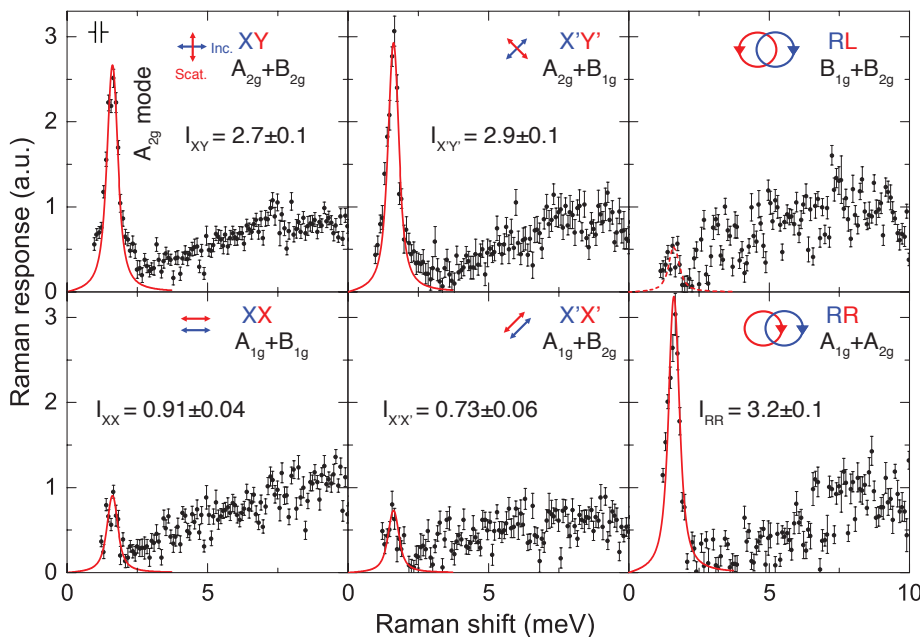 XY
Inc.
Scat.
A2g+B2g
A2g mode
IXY = 2.7±0.1
X'Y'
A2g+B1g
IX'Y' = 2.9±0.1
RL
B1g+B2g
XX
A1g+B1g
IXX = 0.91±0.04
X'X'
A1g+B2g
IX'X' = 0.73±0.06
RR
A1g+A2g
IRR = 3.2±0.1
Raman response (a.u.)
3
2
1
0
3
2
1
0
0
5
0
5
0
5
10
Raman shift (meV)